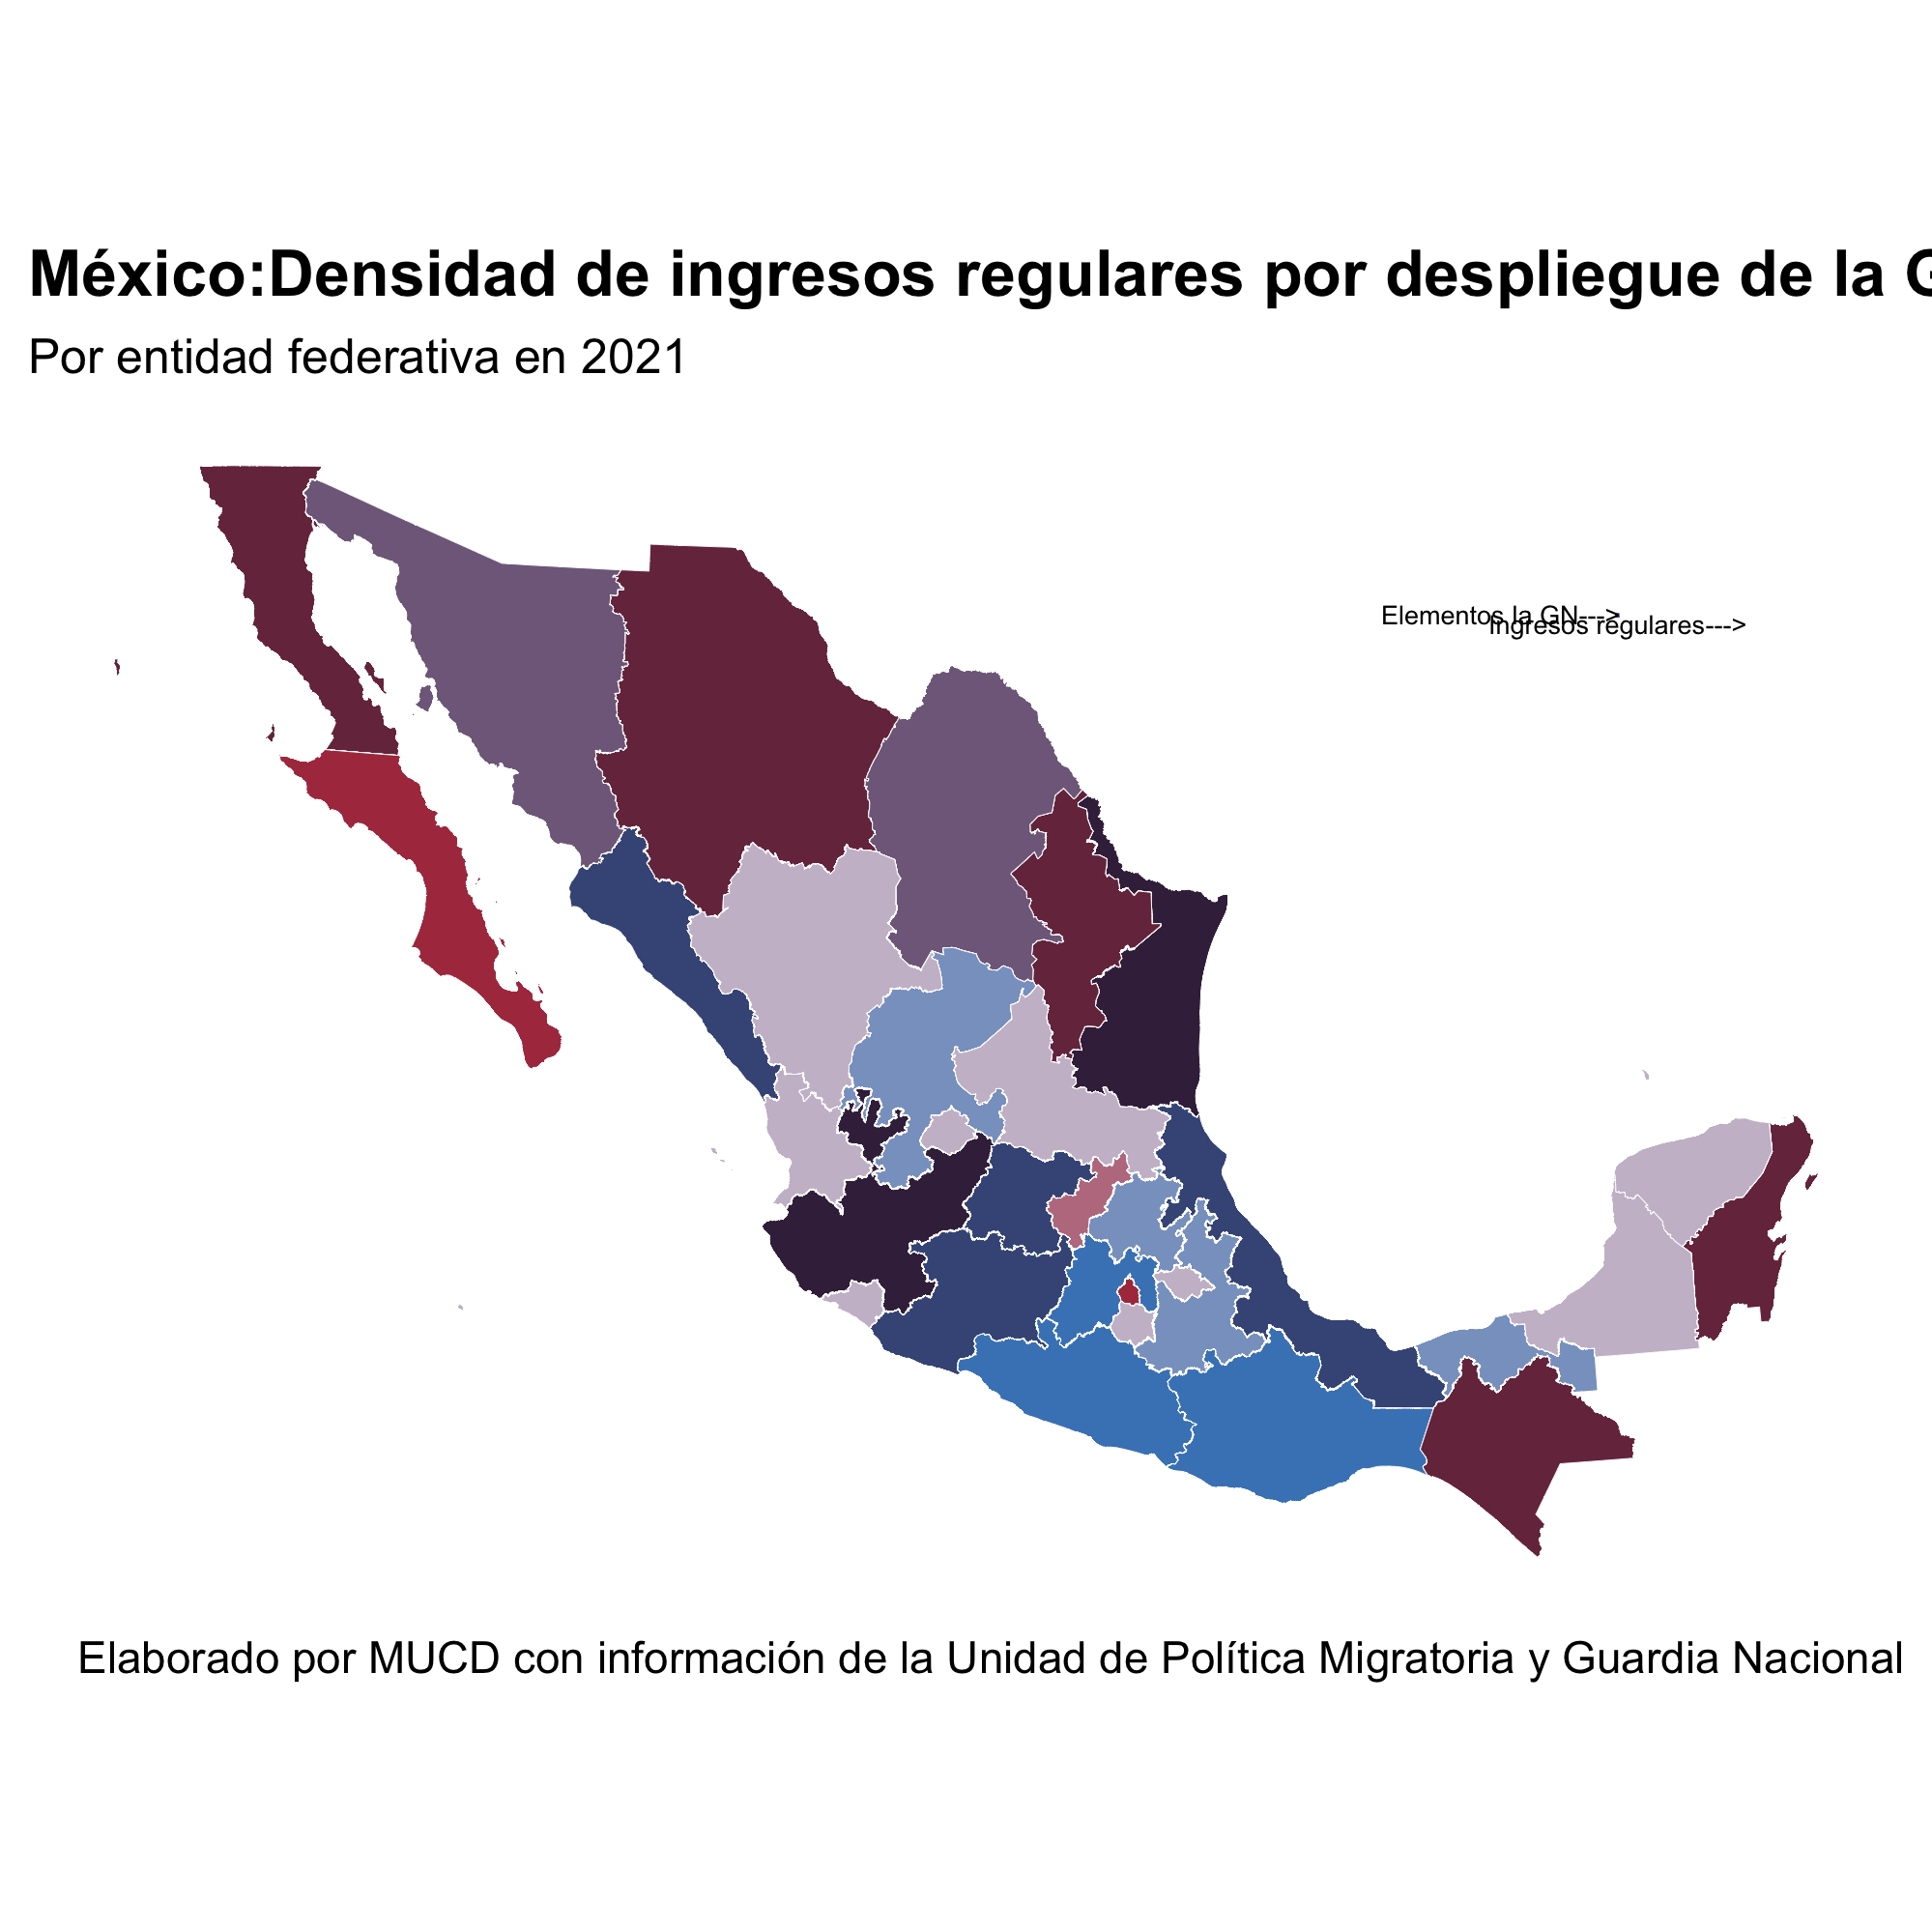 México:Densidad de ingresos regulares por despliegue de la G
Por entidad federativa en 2021
Elementos la GN--->
Ingresos regulares--->
Elaborado por MUCD con información de la Unidad de Política Migratoria y Guardia Nacional